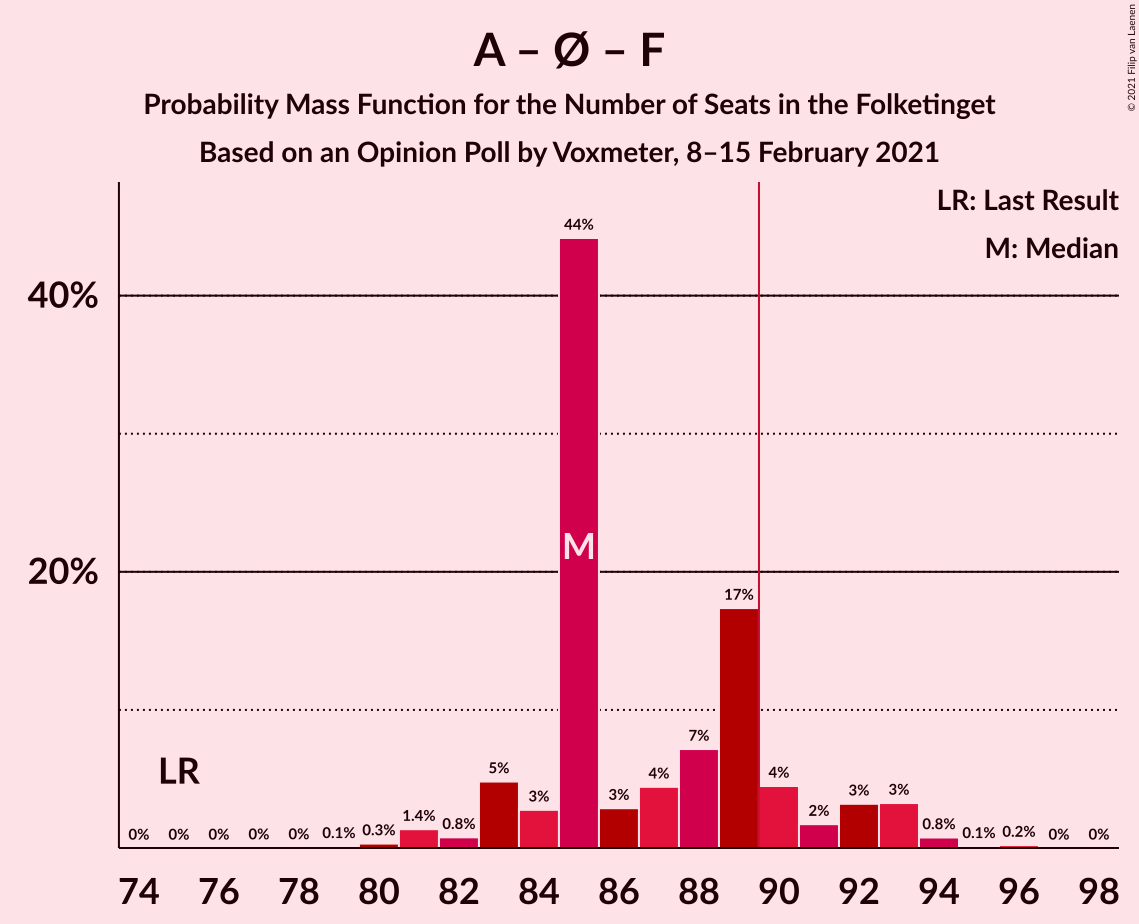 A – Ø – F
Probability Mass Function for the Number of Seats in the Folketinget
Based on an Opinion Poll by Voxmeter, 8–15 February 2021
© 2021 Filip van Laenen
LR: Last Result
M: Median
40%
20%
44%
M
17%
LR
0% 0% 0% 0% 0% 0.1% 0.3% 1.4% 0.8% 5% 3% 3% 4% 7% 4% 2% 3% 3% 0.8% 0.1% 0.2% 0% 0%
74 76 78 80 82 84 86 88 90 92 94 96 98